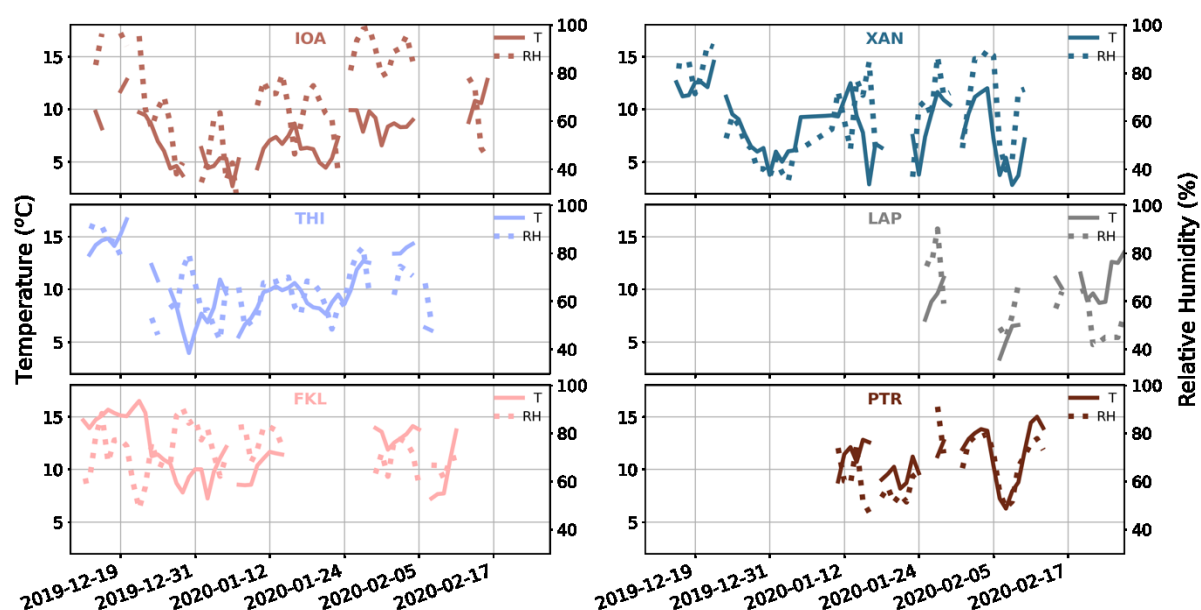 IOA
T
RH
15
10
5
100
80
60
40
XAN
T
RH
15
10
5
100
80
60
40
THI
T
RH
15
10
5
100
80
60
40
LAP
T
RH
15
10
5
100
80
60
40
FKL
T
RH
15
10
5
100
80
60
40
PTR
T
RH
15
10
5
100
80
60
40
Temperature (°C)
Relative Humidity (%)
2019-12-19
2019-12-31
2020-01-12
2020-01-24
2020-02-05
2020-02-17
2019-12-19
2019-12-31
2020-01-12
2020-01-24
2020-02-05
2020-02-17